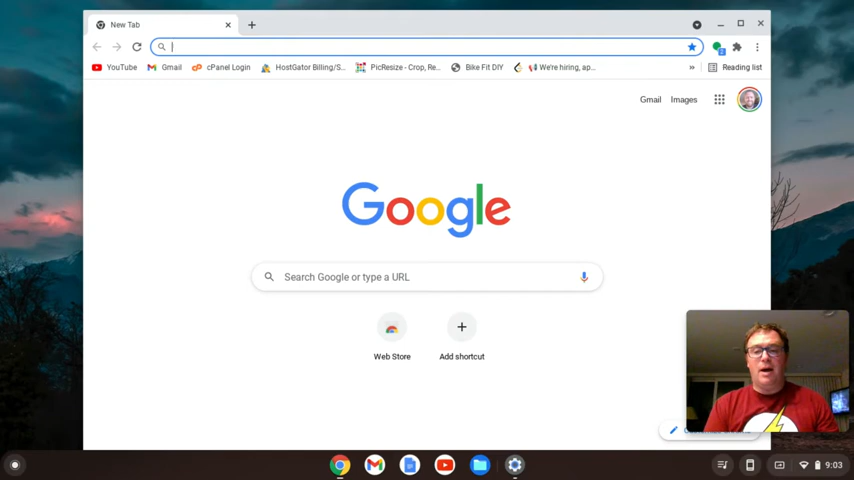 New Tab
YouTube Gmail cPanel Login HostGator Billing/S... PicResize - Crop, Re... Bike Fit DIY We're hiring, ap... » Reading list
Gmail Images
Google
Search Google or type a URL
Web Store Add shortcut
9:03